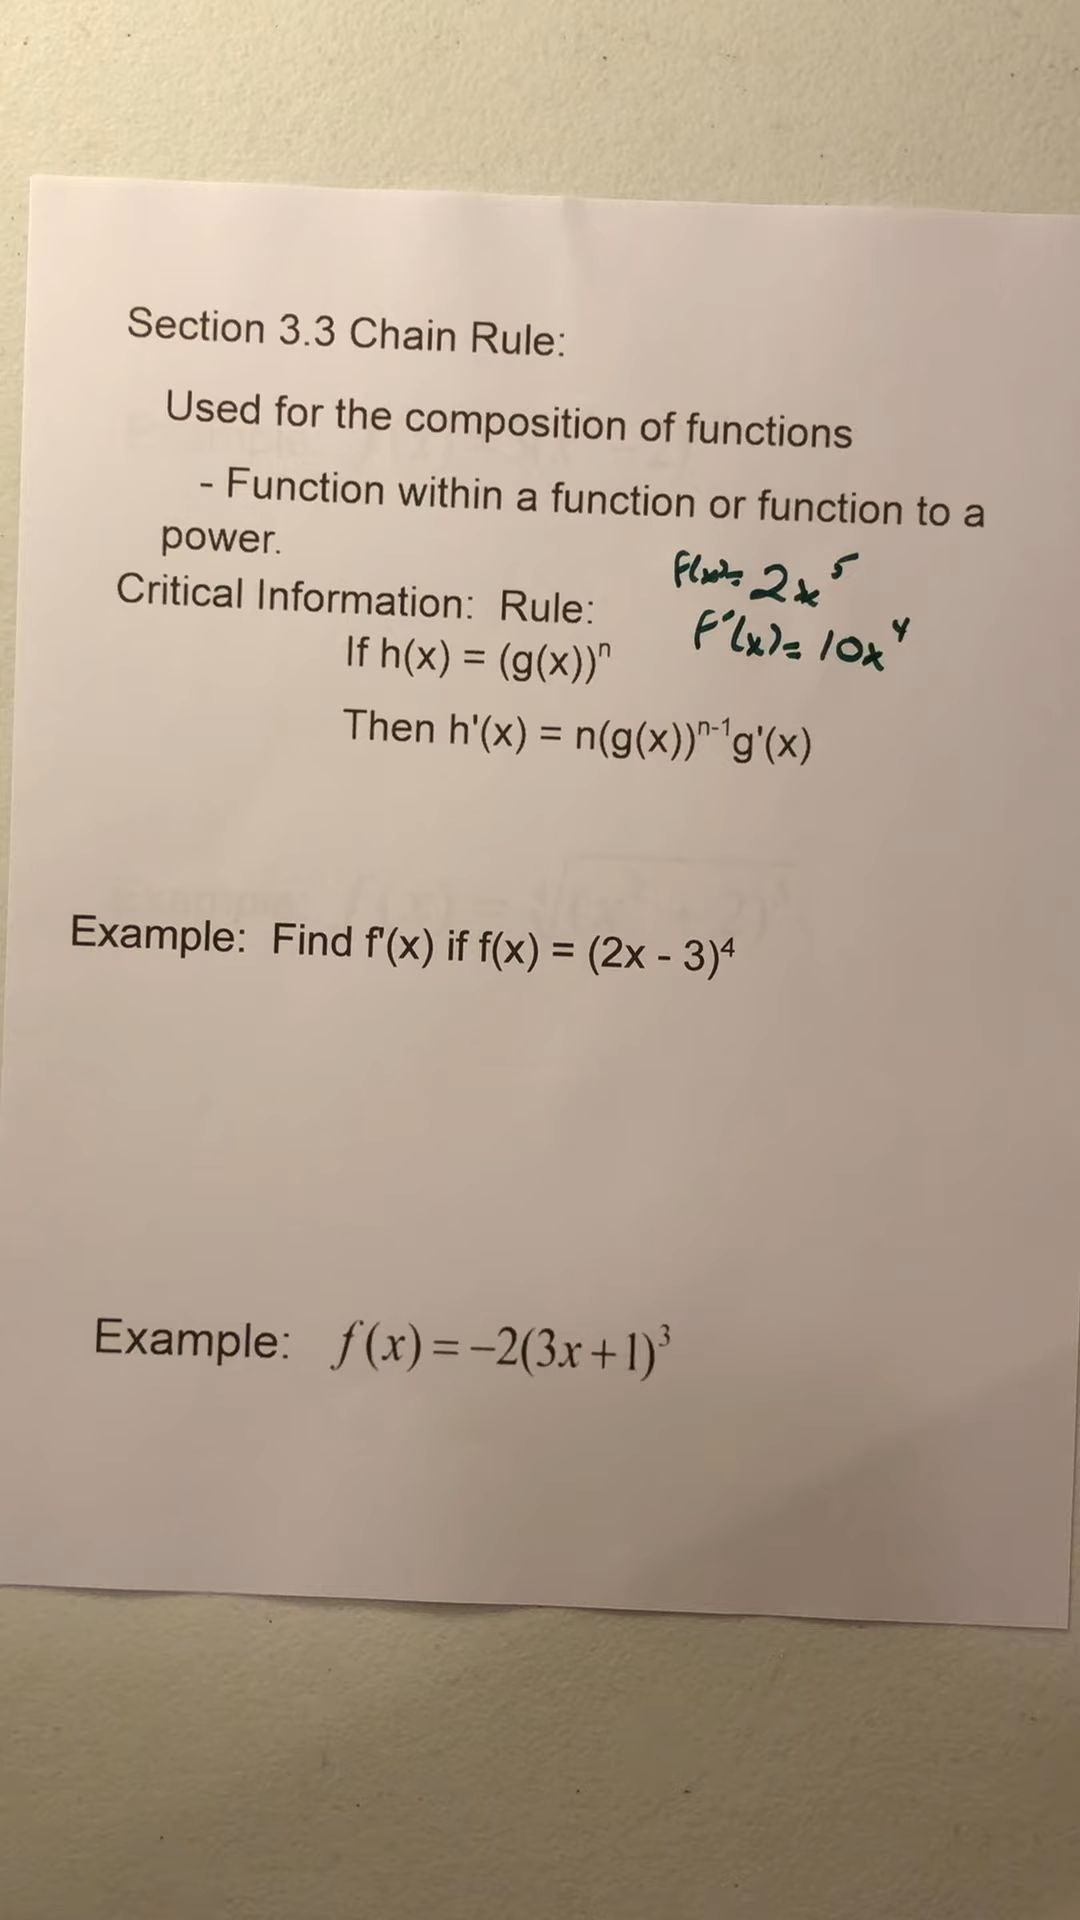 Section 3.3 Chain Rule:
Used for the composition of functions
- Function within a function or function to a
power.
F(x)= 2x⁵
Critical Information: Rule:
F'(x)= 10x⁴
If h(x) = (g(x))ⁿ
Then h'(x) = n(g(x))ⁿ⁻¹g'(x)
Example: Find f'(x) if f(x) = (2x - 3)⁴
Example: f(x) = -2(3x+1)³